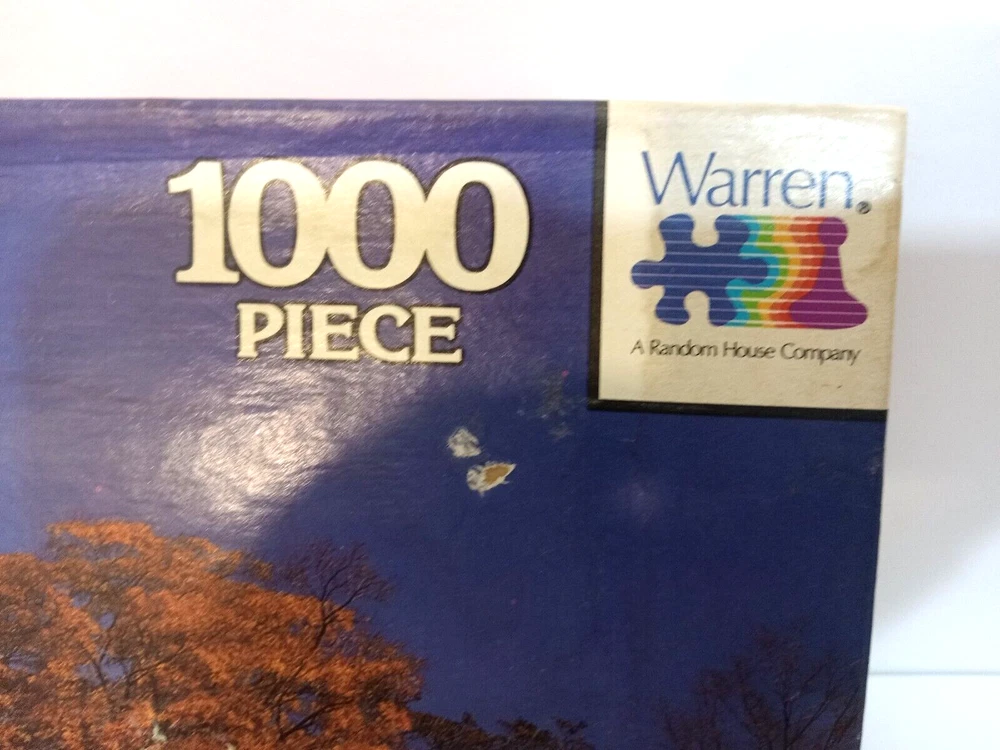 1000
PIECE
Warren®
A Random House Company